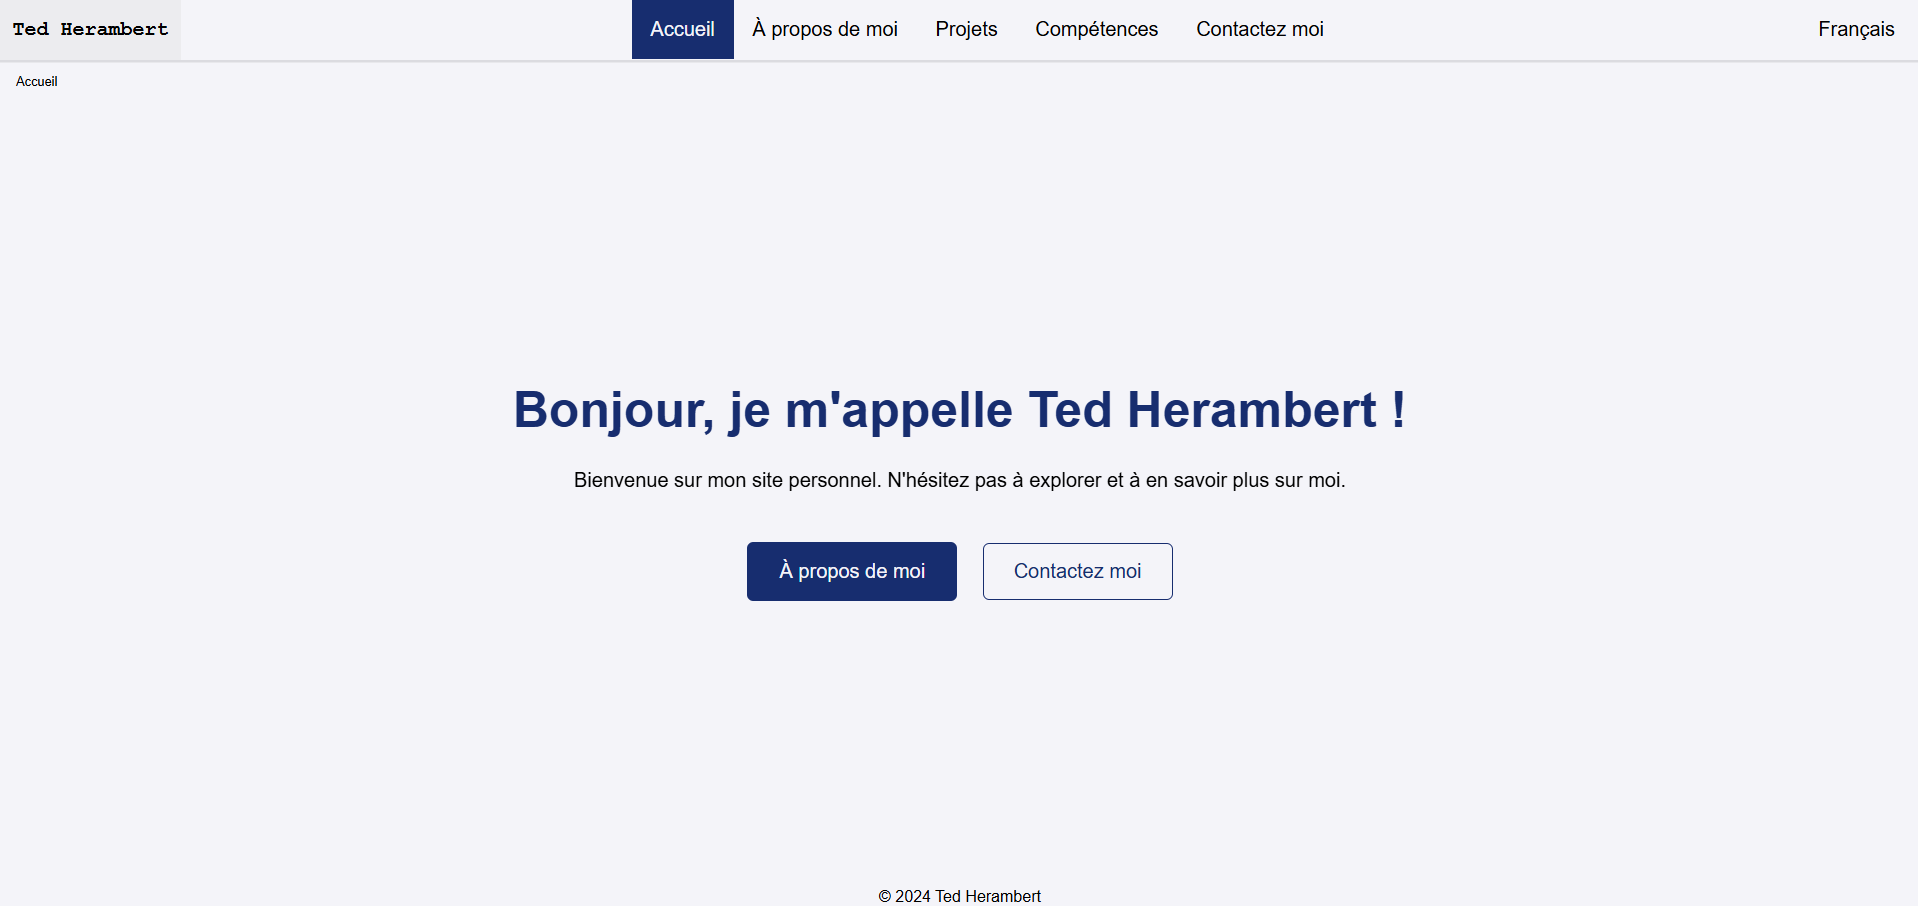 Ted Herambert
Accueil
À propos de moi
Projets
Compétences
Contactez moi
Français
Accueil
Bonjour, je m'appelle Ted Herambert !
Bienvenue sur mon site personnel. N'hésitez pas à explorer et à en savoir plus sur moi.
À propos de moi
Contactez moi
© 2024 Ted Herambert